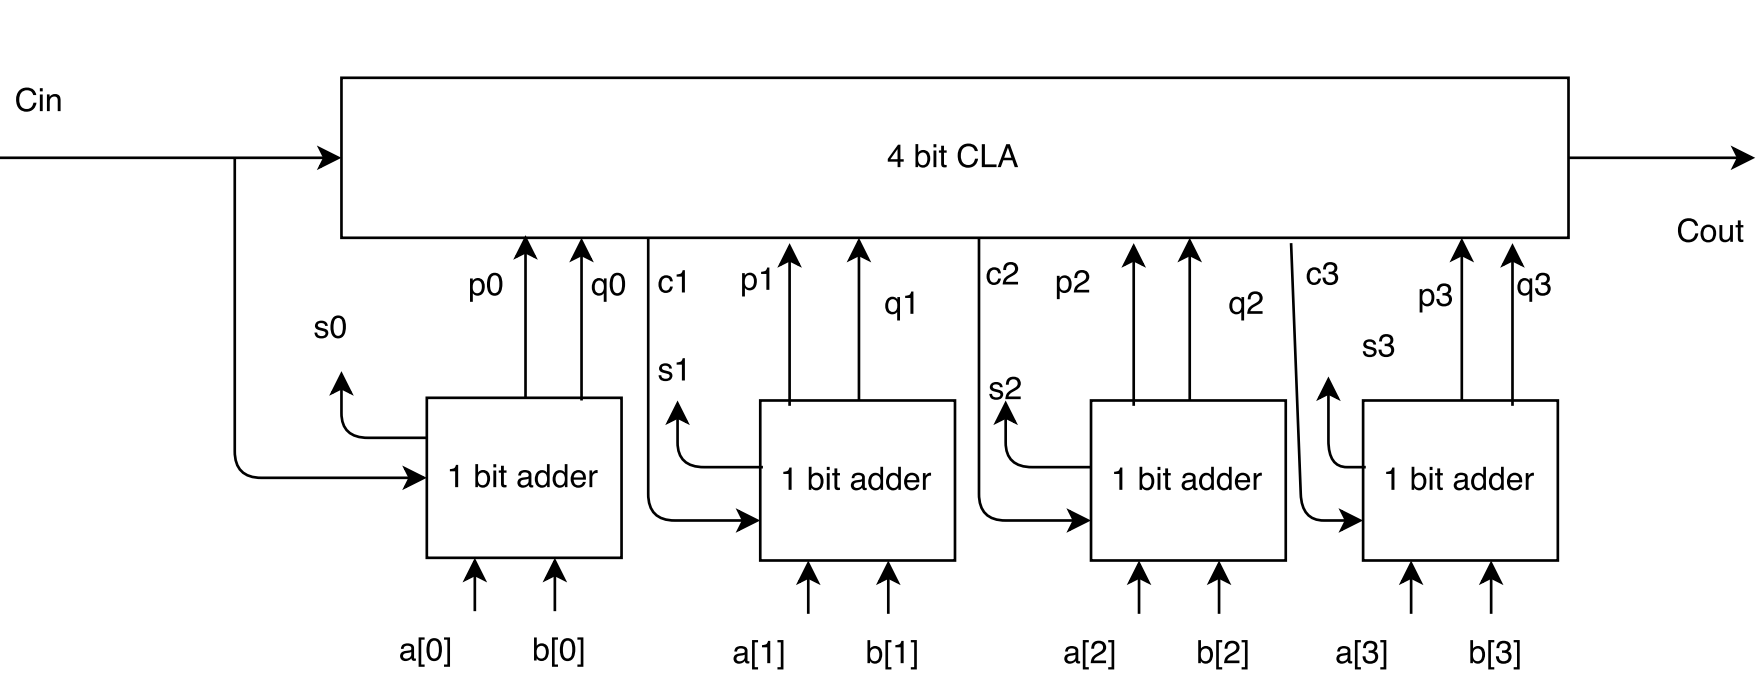 Cin
4 bit CLA
Cout
p0
q0
c1
p1
q1
c2
p2
q2
c3
p3
q3
s0
s1
s2
s3
1 bit adder
1 bit adder
1 bit adder
1 bit adder
a[0]
b[0]
a[1]
b[1]
a[2]
b[2]
a[3]
b[3]